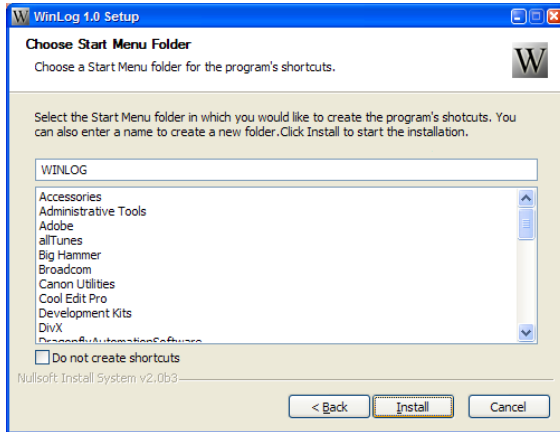 WinLog 1.0 Setup
Choose Start Menu Folder
Choose a Start Menu folder for the program's shortcuts.
W
Select the Start Menu folder in which you would like to create the program's shotcuts. You
can also enter a name to create a new folder.Click Install to start the installation.
WINLOG
Accessories
Administrative Tools
Adobe
allTunes
Big Hammer
Broadcom
Canon Utilities
Cool Edit Pro
Development Kits
DivX
DragonflyAutomationSoftware
Do not create shortcuts
Nullsoft Install System v2.0b3
< Back Install Cancel